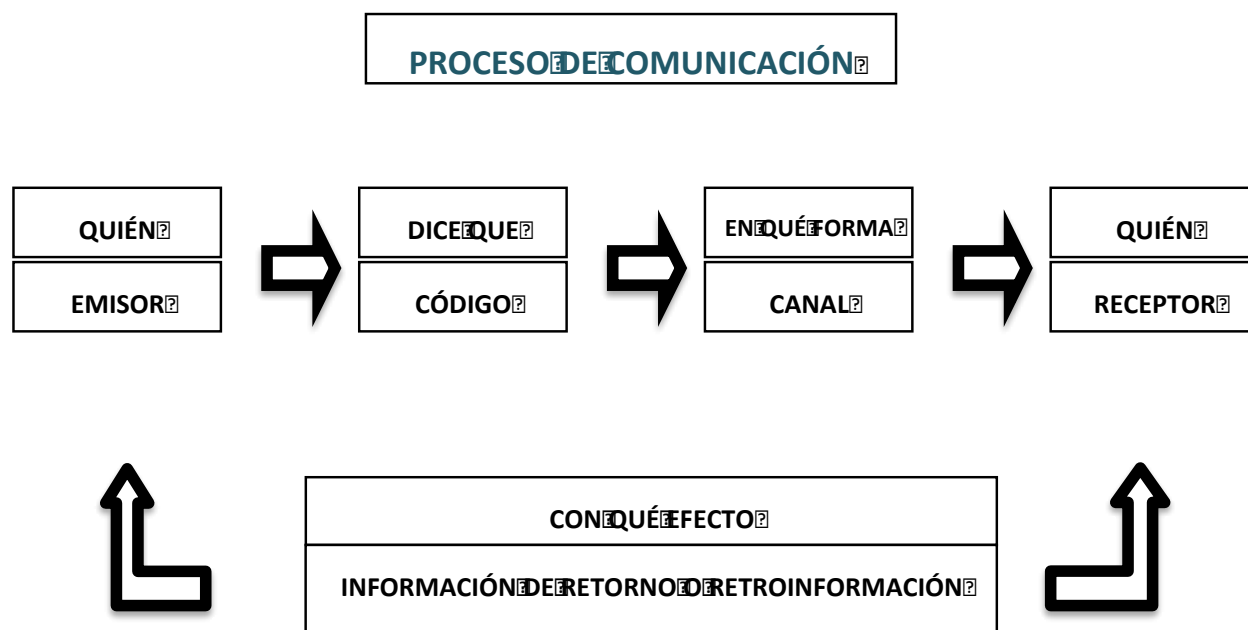 PROCESO DE COMUNICACIÓN
QUIÉN
EMISOR
DICE QUE
CÓDIGO
EN QUÉ FORMA
CANAL
QUIÉN
RECEPTOR
CON QUÉ EFECTO
INFORMACIÓN DE RETORNO O RETROINFORMACIÓN